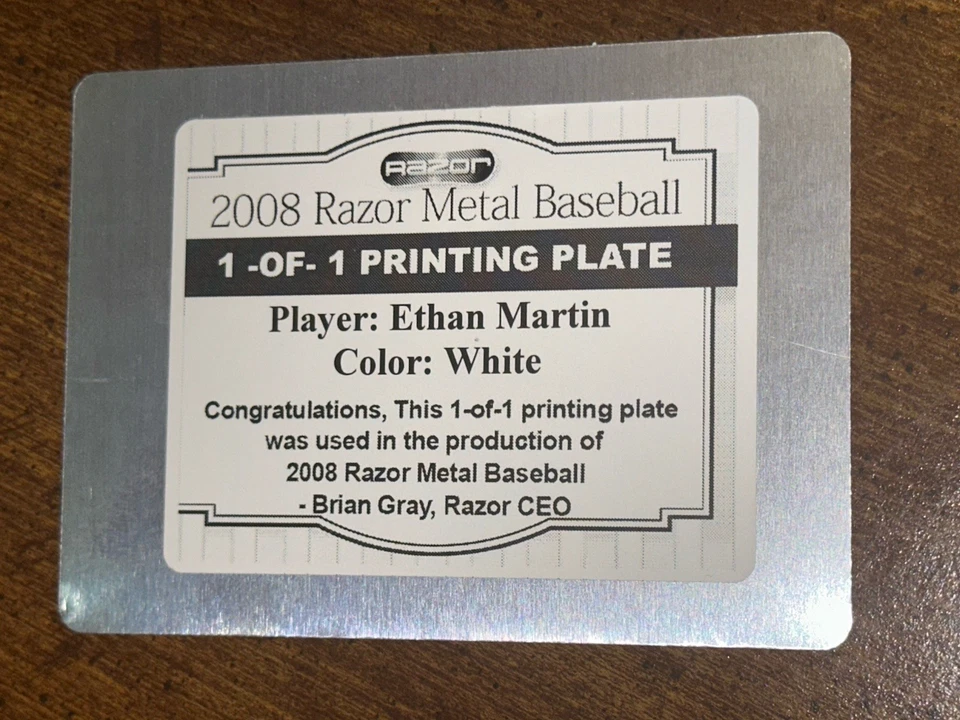 Razor
2008 Razor Metal Baseball
1 -OF- 1 PRINTING PLATE
Player: Ethan Martin
Color: White
Congratulations, This 1-of-1 printing plate
was used in the production of
2008 Razor Metal Baseball
- Brian Gray, Razor CEO